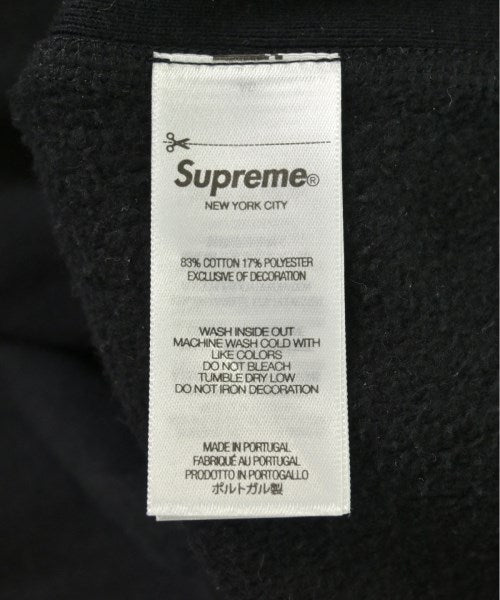 Supreme®
NEW YORK CITY
83% COTTON 17% POLYESTER
EXCLUSIVE OF DECORATION
WASH INSIDE OUT
MACHINE WASH COLD WITH
LIKE COLORS
DO NOT BLEACH
TUMBLE DRY LOW
DO NOT IRON DECORATION
MADE IN PORTUGAL
FABRIQUÉ AU PORTUGAL
PRODOTTO IN PORTOGALLO
ポルトガル製